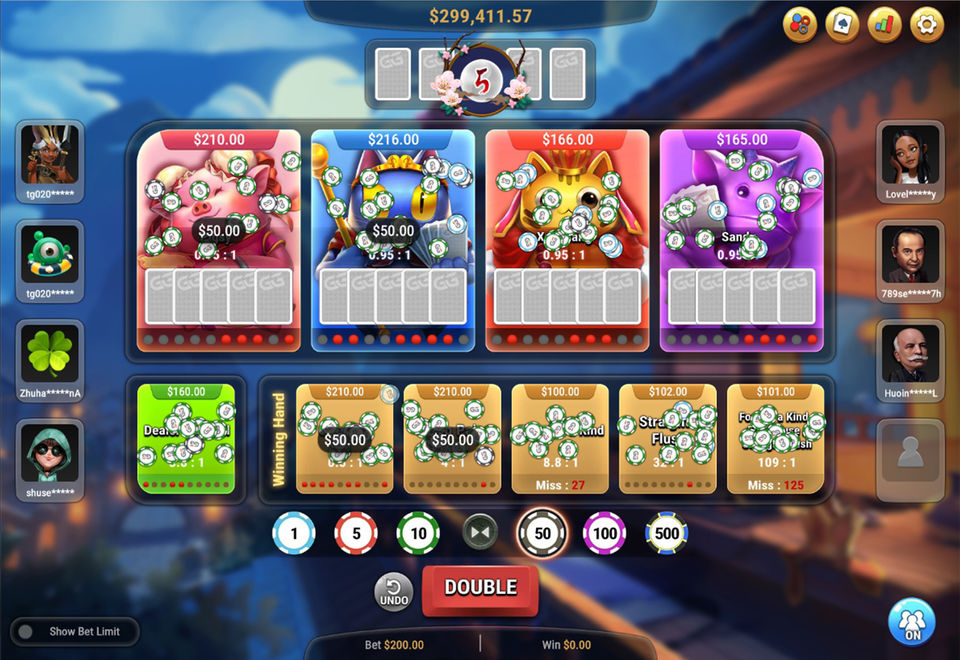 $299,411.57
5
$210.00
$216.00
$166.00
$165.00
tg020*****
Lovel*****y
$50.00
$50.00
0.95 : 1
0.95 : 1
tg020*****
789se*****7h
Zhuha*****nA
Huoin*****L
$160.00
$210.00
$210.00
$100.00
$102.00
$101.00
Winning Hand
$50.00
$50.00
8.8 : 1
109 : 1
Miss : 27
Miss : 125
shuse*****
1
5
10
50
100
500
UNDO
DOUBLE
ON
Show Bet Limit
Bet $200.00
Win $0.00